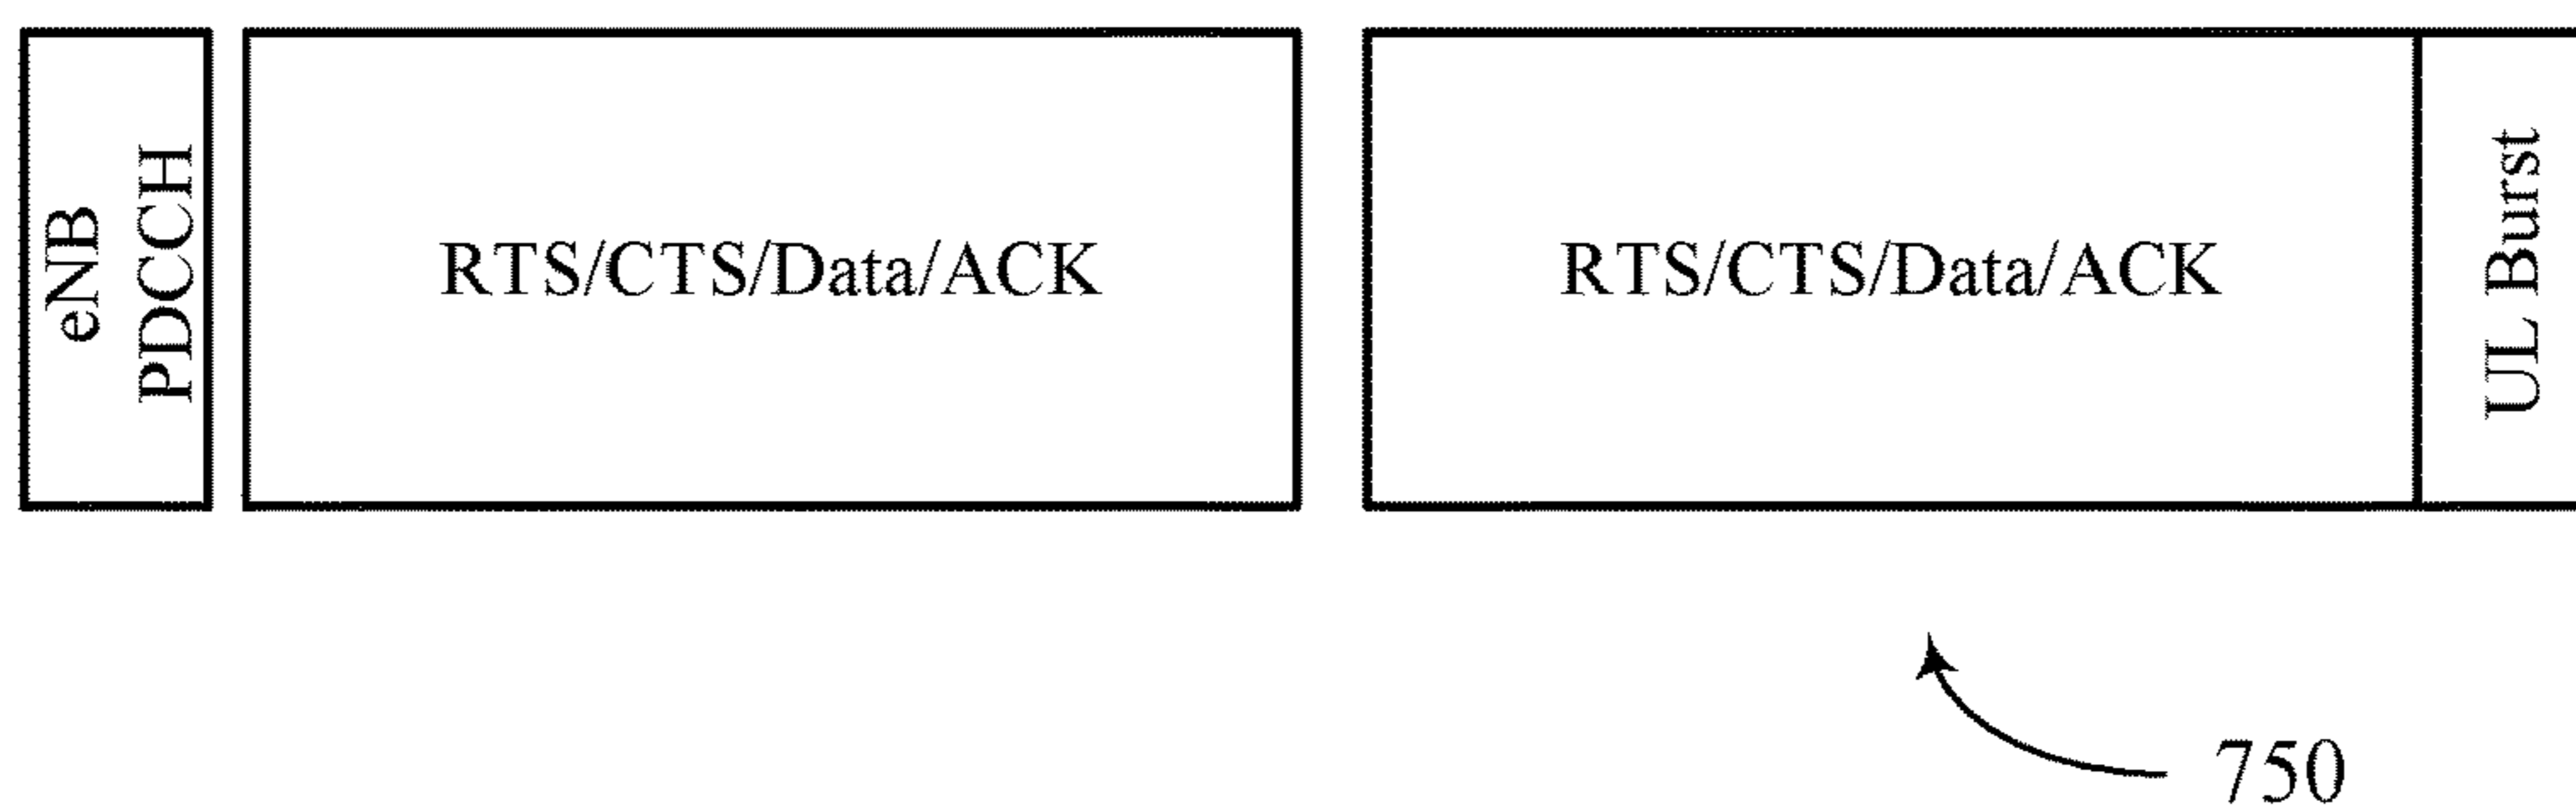 eNB
PDCCH
RTS/CTS/Data/ACK
RTS/CTS/Data/ACK
UL Burst
750